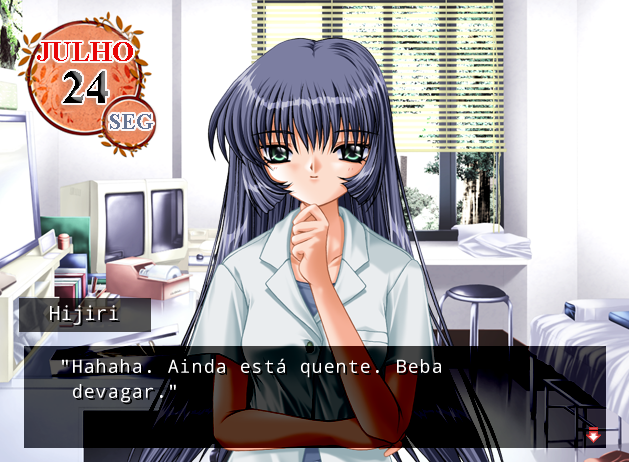 JULHO
24
SEG
Hijiri
"Hahaha. Ainda está quente. Beba
devagar."